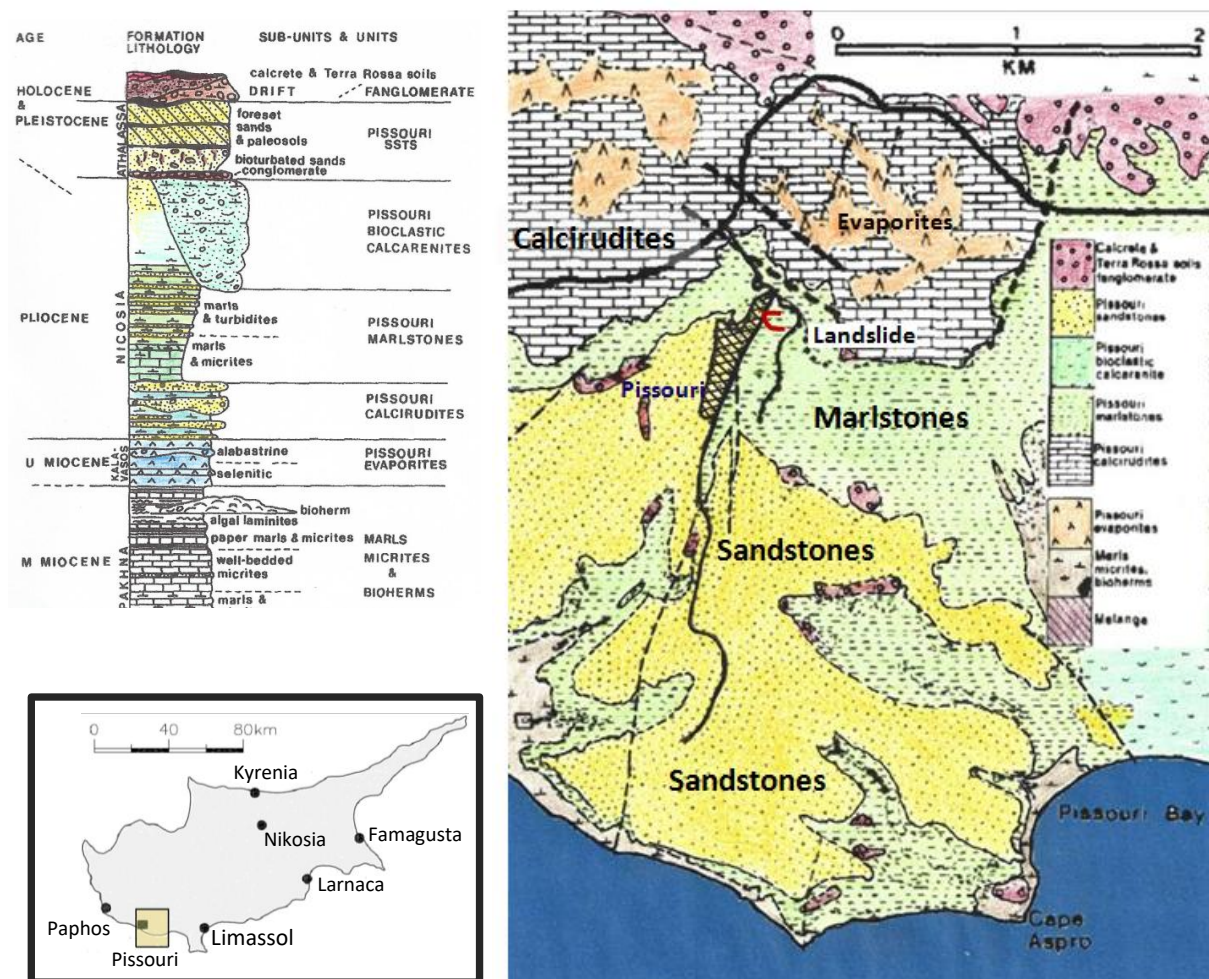 AGE
FORMATION
LITHOLOGY
SUB-UNITS & UNITS
HOLOCENE
&
PLEISTOCENE
PLIOCENE
U MIOCENE
M MIOCENE
ATHALASSA
NICOSIA
KALA-
VASOS
PAKHNA
calcrete & Terra Rossa soils
DRIFT
FANGLOMERATE
foreset
sands
& paleosols
bioturbated sands
conglomerate
PISSOURI
SSTS
PISSOURI
BIOCLASTIC
CALCARENITES
marls
& turbidites
marls
& micrites
PISSOURI
MARLSTONES
PISSOURI
CALCIRUDITES
alabastrine
selenitic
PISSOURI
EVAPORITES
bioherm
algal laminites
paper marls & micrites
well-bedded
micrites
marls &
MARLS
MICRITES
&
BIOHERMS
0 40 80km
Kyrenia
Nikosia
Famagusta
Larnaca
Paphos
Limassol
Pissouri
0 1 2
KM
Calcirudites
Evaporites
Landslide
Pissouri
Marlstones
Sandstones
Sandstones
Pissouri Bay
Cape
Aspro
Calcrete &
Terra Rossa soils
fanglomerate
Pissouri
sandstones
Pissouri
bioclastic
calcarenite
Pissouri
marlstones
Pissouri
calcirudites
Pissouri
evaporites
Marls
micrites,
bioherms
Melange